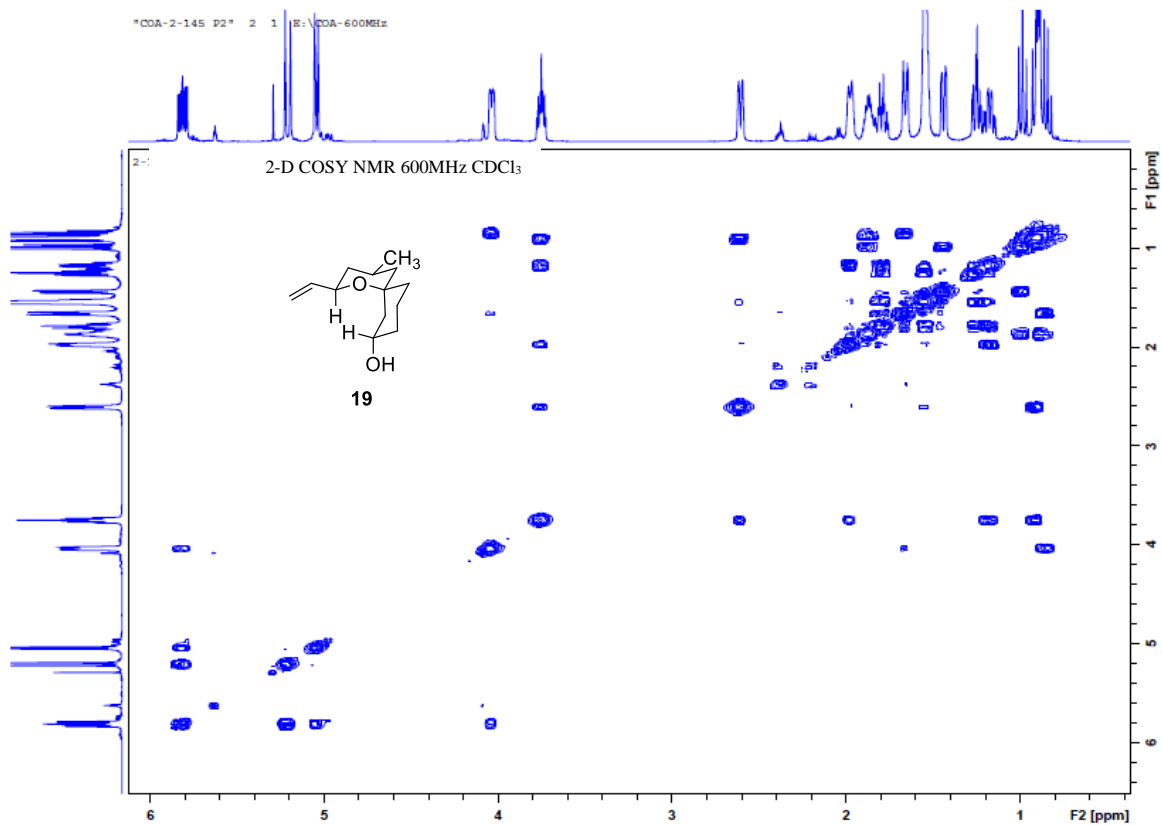 "COA-2-145 P2" 2 1 E:\COA-600MHz
2-:
2-D COSY NMR 600MHz CDCl₃
CH₃
O
H
H
OH
19
F1 [ppm]
1
2
3
4
5
6
6 5 4 3 2 1 F2 [ppm]